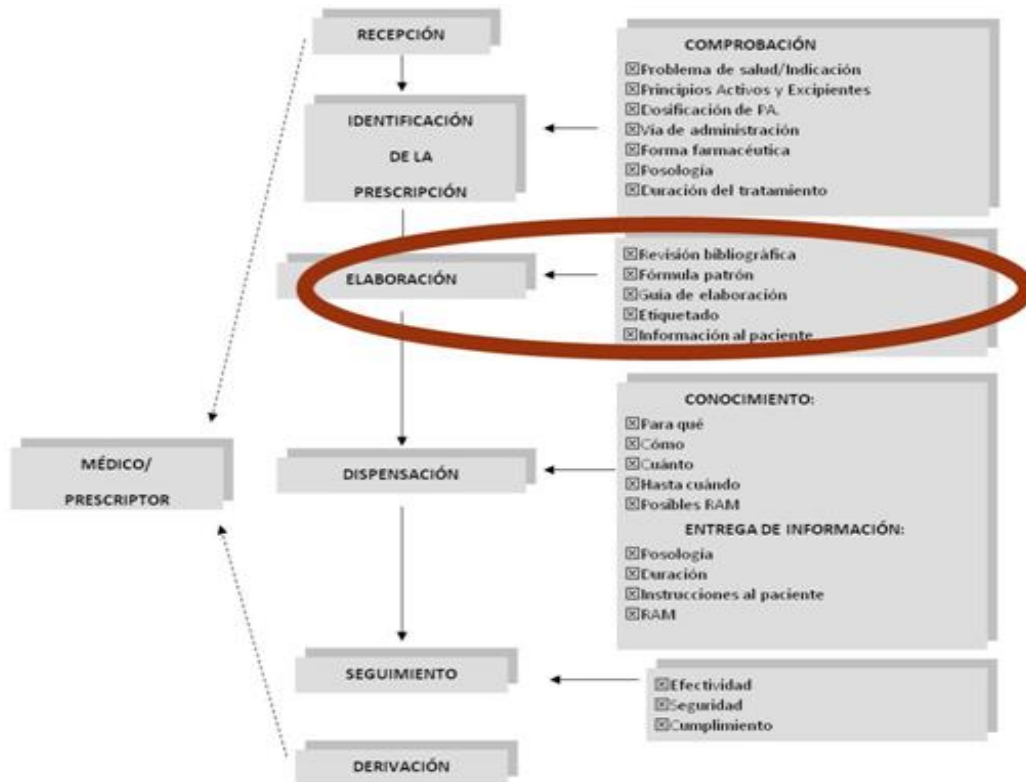 RECEPCIÓN
COMPROBACIÓN
☒Problema de salud/Indicación
☒Principios Activos y Excipientes
☒Dosificación de PA.
☒Vía de administración
☒Forma farmacéutica
☒Posología
☒Duración del tratamiento
IDENTIFICACIÓN
DE LA
PRESCRIPCIÓN
ELABORACIÓN
☒Revisión bibliográfica
☒Fórmula patrón
☒Guía de elaboración
☒Etiquetado
☒Información al paciente
MÉDICO/
PRESCRIPTOR
DISPENSACIÓN
CONOCIMIENTO:
☒Para qué
☒Cómo
☒Cuánto
☒Hasta cuándo
☒Posibles RAM
ENTREGA DE INFORMACIÓN:
☒Posología
☒Duración
☒Instrucciones al paciente
☒RAM
SEGUIMIENTO
☒Efectividad
☒Seguridad
☒Cumplimiento
DERIVACIÓN